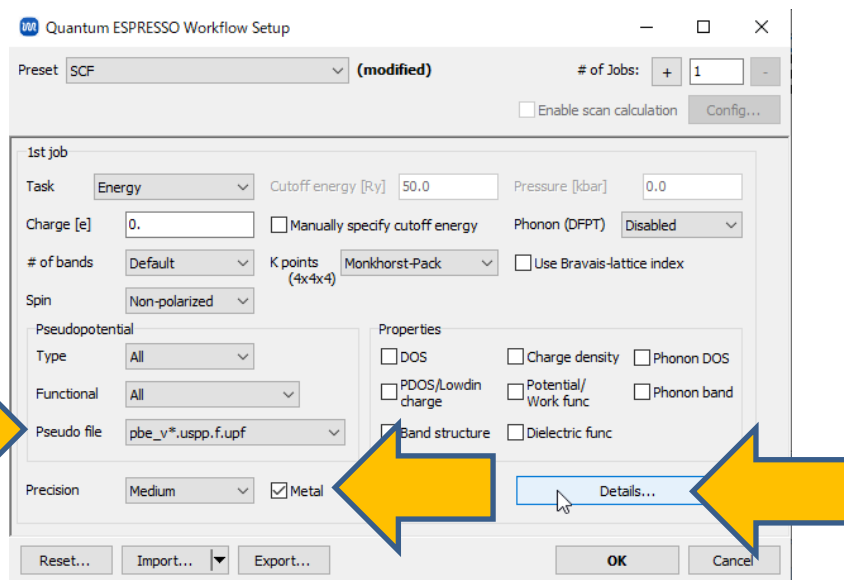 Quantum ESPRESSO Workflow Setup
Preset SCF (modified) # of Jobs: + 1 -
Enable scan calculation Config...
1st job
Task Energy Cutoff energy [Ry] 50.0 Pressure [kbar] 0.0
Charge [e] 0. Manually specify cutoff energy Phonon (DFPT) Disabled
# of bands Default K points Monkhorst-Pack Use Bravais-lattice index
(4x4x4)
Spin Non-polarized
Pseudopotential Properties
Type All DOS Charge density Phonon DOS
Functional All PDOS/Lowdin charge Potential/ Work func Phonon band
Pseudo file pbe_v*.uspp.f.upf Band structure Dielectric func
Precision Medium Metal Details...
Reset... Import... Export... OK Cancel